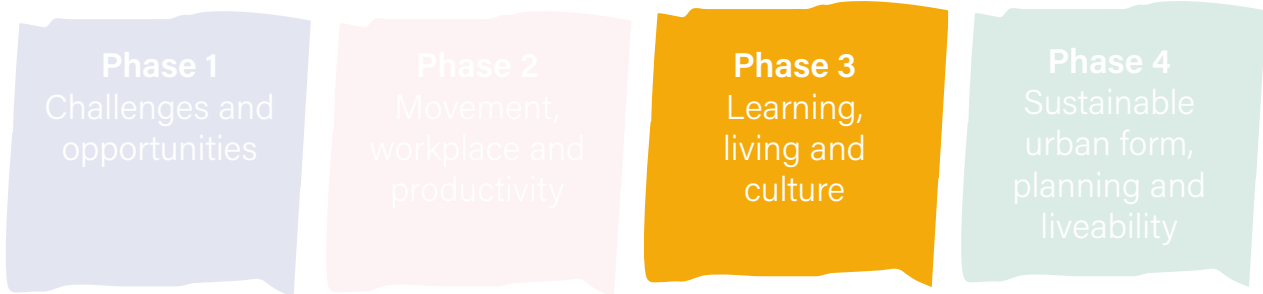 Phase 1
Challenges and
opportunities
Phase 2
Movement,
workplace and
productivity
Phase 3
Learning,
living and
culture
Phase 4
Sustainable
urban form,
planning and
liveability